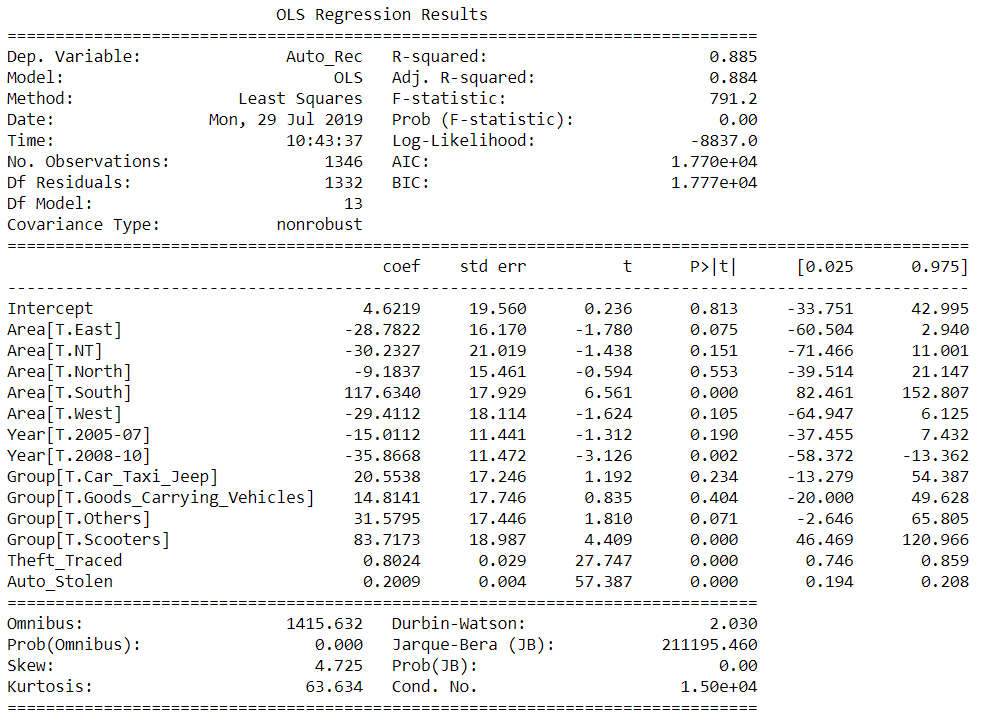 OLS Regression Results
==============================================================================
Dep. Variable: Auto_Rec R-squared: 0.885
Model: OLS Adj. R-squared: 0.884
Method: Least Squares F-statistic: 791.2
Date: Mon, 29 Jul 2019 Prob (F-statistic): 0.00
Time: 10:43:37 Log-Likelihood: -8837.0
No. Observations: 1346 AIC: 1.770e+04
Df Residuals: 1332 BIC: 1.777e+04
Df Model: 13
Covariance Type: nonrobust
====================================================================================================
coef std err t P>|t| [0.025 0.975]
----------------------------------------------------------------------------------------------------
Intercept 4.6219 19.560 0.236 0.813 -33.751 42.995
Area[T.East] -28.7822 16.170 -1.780 0.075 -60.504 2.940
Area[T.NT] -30.2327 21.019 -1.438 0.151 -71.466 11.001
Area[T.North] -9.1837 15.461 -0.594 0.553 -39.514 21.147
Area[T.South] 117.6340 17.929 6.561 0.000 82.461 152.807
Area[T.West] -29.4112 18.114 -1.624 0.105 -64.947 6.125
Year[T.2005-07] -15.0112 11.441 -1.312 0.190 -37.455 7.432
Year[T.2008-10] -35.8668 11.472 -3.126 0.002 -58.372 -13.362
Group[T.Car_Taxi_Jeep] 20.5538 17.246 1.192 0.234 -13.279 54.387
Group[T.Goods_Carrying_Vehicles] 14.8141 17.746 0.835 0.404 -20.000 49.628
Group[T.Others] 31.5795 17.446 1.810 0.071 -2.646 65.805
Group[T.Scooters] 83.7173 18.987 4.409 0.000 46.469 120.966
Theft_Traced 0.8024 0.029 27.747 0.000 0.746 0.859
Auto_Stolen 0.2009 0.004 57.387 0.000 0.194 0.208
==============================================================================
Omnibus: 1415.632 Durbin-Watson: 2.030
Prob(Omnibus): 0.000 Jarque-Bera (JB): 211195.460
Skew: 4.725 Prob(JB): 0.00
Kurtosis: 63.634 Cond. No. 1.50e+04
==============================================================================